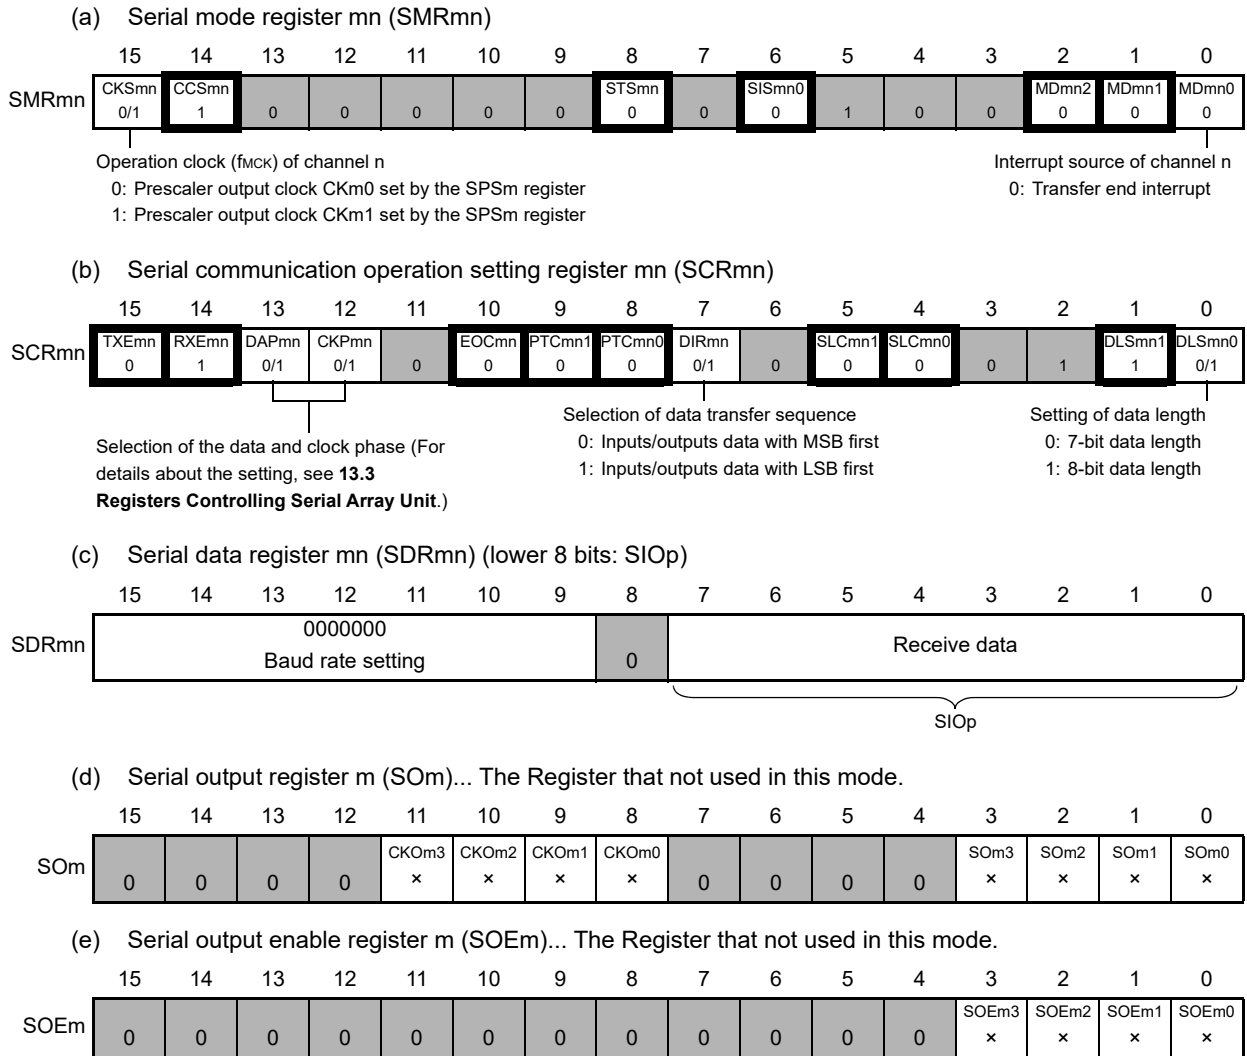 (a) Serial mode register mn (SMRmn)
15 14 13 12 11 10 9 8 7 6 5 4 3 2 1 0
SMRmn CKSmn CCSmn STSmn SISmn0 MDmn2 MDmn1 MDmn0
0/1 1 0 0 0 0 0 0 0 0 1 0 0 0 0 0
Operation clock (fMCK) of channel n
0: Prescaler output clock CKm0 set by the SPSm register
1: Prescaler output clock CKm1 set by the SPSm register
Interrupt source of channel n
0: Transfer end interrupt
(b) Serial communication operation setting register mn (SCRmn)
15 14 13 12 11 10 9 8 7 6 5 4 3 2 1 0
SCRmn TXEmn RXEmn DAPmn CKPmn EOCmn PTCmn1 PTCmn0 DIRmn SLCmn1 SLCmn0 DLSmn1 DLSmn0
0 1 0/1 0/1 0 0 0 0 0/1 0 0 0 0 1 1 0/1
Selection of the data and clock phase (For
details about the setting, see 13.3
Registers Controlling Serial Array Unit.)
Selection of data transfer sequence
0: Inputs/outputs data with MSB first
1: Inputs/outputs data with LSB first
Setting of data length
0: 7-bit data length
1: 8-bit data length
(c) Serial data register mn (SDRmn) (lower 8 bits: SIOp)
15 14 13 12 11 10 9 8 7 6 5 4 3 2 1 0
SDRmn 0000000
Baud rate setting 0 Receive data
SIOp
(d) Serial output register m (SOm)... The Register that not used in this mode.
15 14 13 12 11 10 9 8 7 6 5 4 3 2 1 0
SOm CKOm3 CKOm2 CKOm1 CKOm0 SOm3 SOm2 SOm1 SOm0
0 0 0 0 × × × × 0 0 0 0 × × × ×
(e) Serial output enable register m (SOEm)... The Register that not used in this mode.
15 14 13 12 11 10 9 8 7 6 5 4 3 2 1 0
SOEm SOEm3 SOEm2 SOEm1 SOEm0
0 0 0 0 0 0 0 0 0 0 0 0 × × × ×